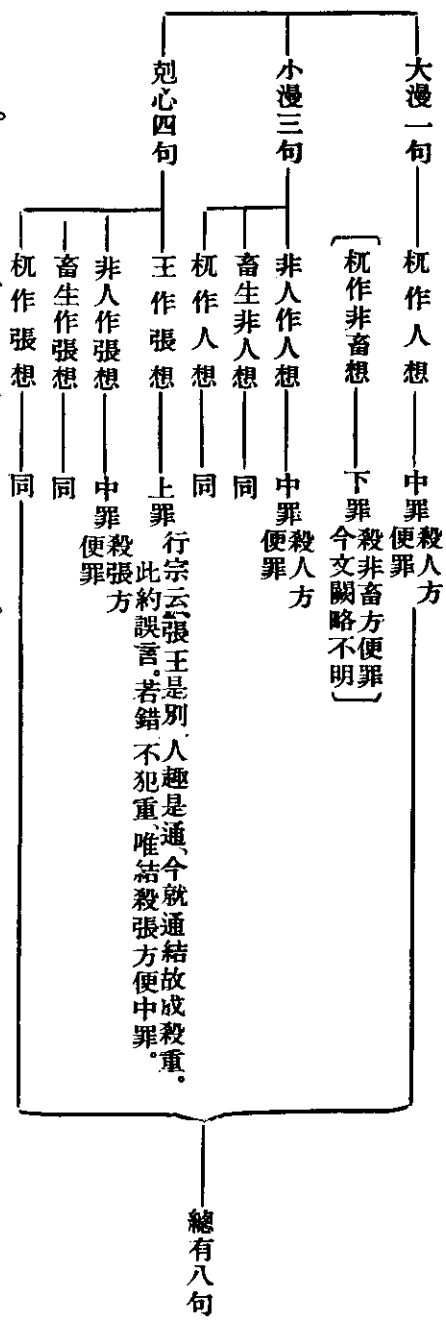 大漫一句
杌作人想
中罪
殺人方
便罪
〔杌作非畜想
下罪
殺非畜方便罪
今文闕略不明〕
小漫三句
非人作人想
中罪
殺人方
便罪
畜生非人想
同
杌作人想
同
剋心四句
王作張想
上罪
行宗云、張王是別、人趣是通、今就通結故成殺重。
此約誤言。若錯、不犯重、唯結殺張方便中罪。
非人作張想
中罪
殺張方
便罪
畜生作張想
同
杌作張想
同
總有八句